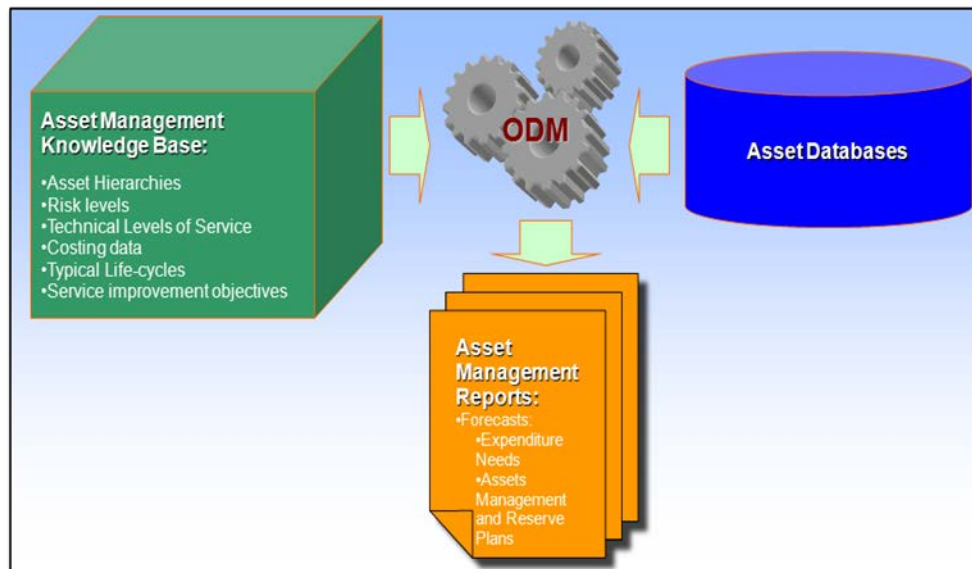 Asset Management
Knowledge Base:
•Asset Hierarchies
•Risk levels
•Technical Levels of Service
•Costing data
•Typical Life-cycles
•Service improvement objectives
ODM
Asset Databases
Asset
Management
Reports:
•Forecasts:
•Expenditure
Needs
•Assets
Management
and Reserve
Plans